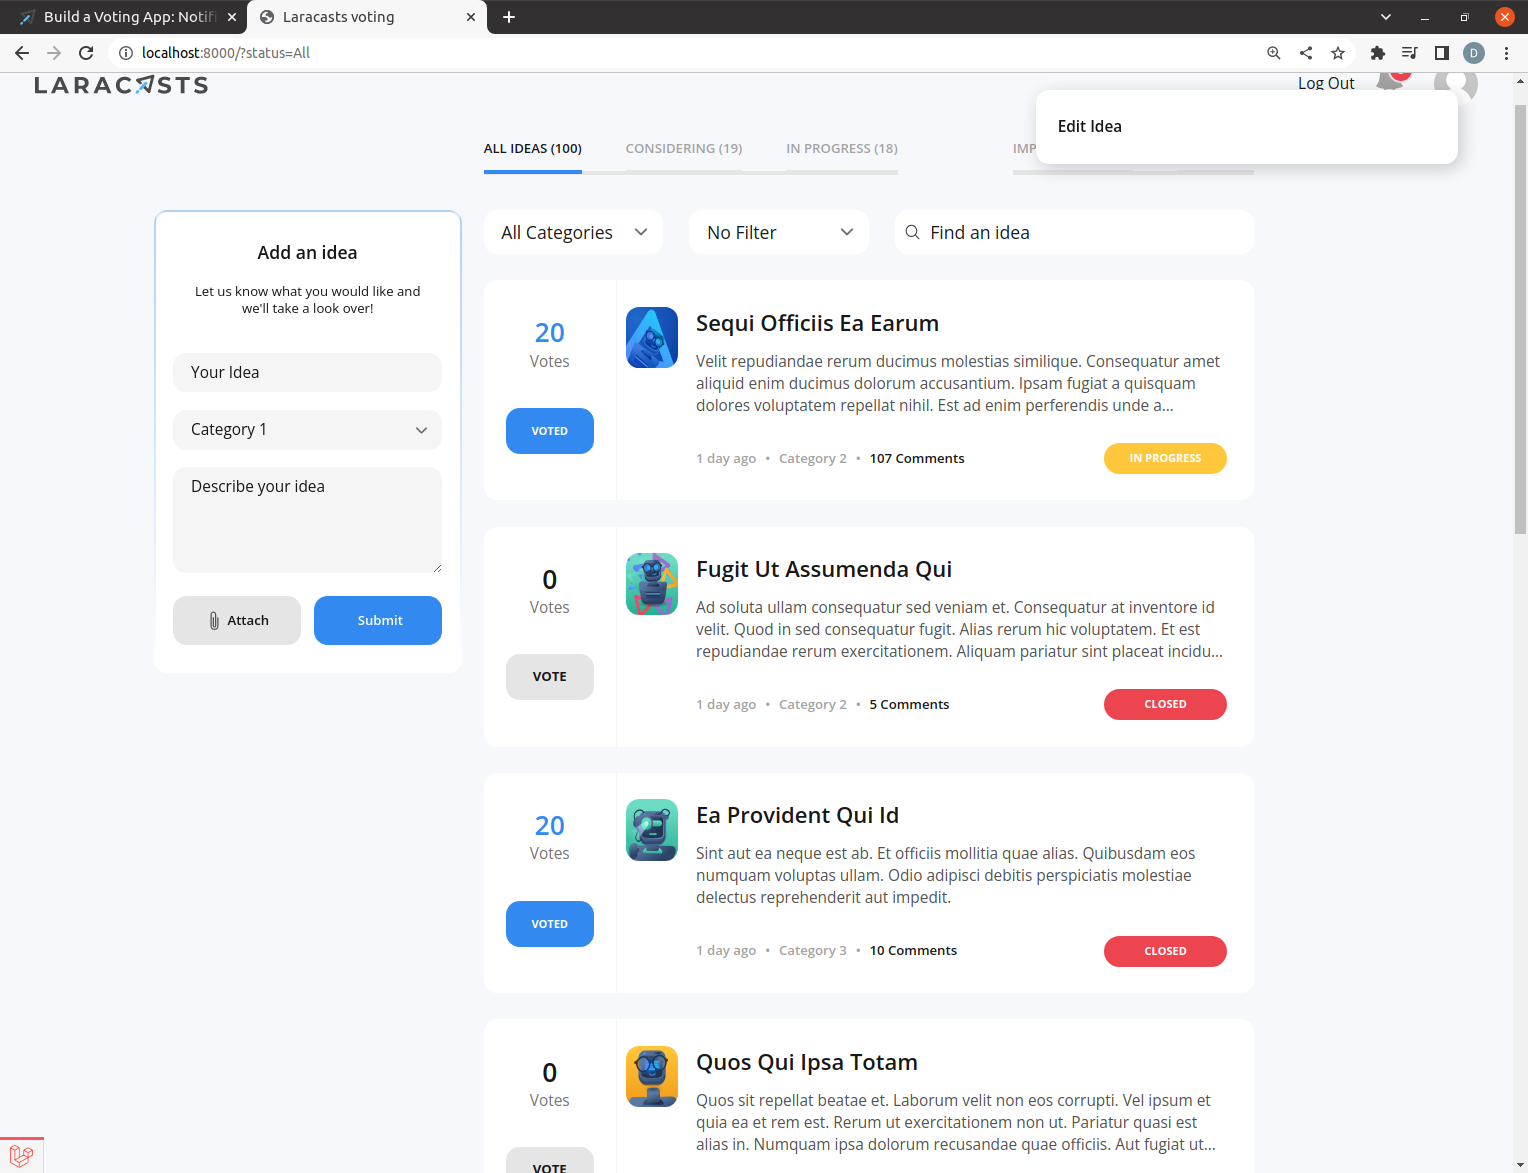 Build a Voting App: Notifi
Laracasts voting
localhost:8000/?status=All
D
LARACASTS
Log Out
Edit Idea
ALL IDEAS (100)
CONSIDERING (19)
IN PROGRESS (18)
IMP
Add an idea
Let us know what you would like and
we'll take a look over!
Your Idea
Category 1
Describe your idea
Attach
Submit
All Categories
No Filter
Find an idea
20
Votes
VOTED
Sequi Officiis Ea Earum
Velit repudiandae rerum ducimus molestias similique. Consequatur amet
aliquid enim ducimus dolorum accusantium. Ipsam fugiat a quisquam
dolores voluptatem repellat nihil. Est ad enim perferendis unde a...
1 day ago • Category 2 • 107 Comments
IN PROGRESS
0
Votes
VOTE
Fugit Ut Assumenda Qui
Ad soluta ullam consequatur sed veniam et. Consequatur at inventore id
velit. Quod in sed consequatur fugit. Alias rerum hic voluptatem. Et est
repudiandae rerum exercitationem. Aliquam pariatur sint placeat incidu...
1 day ago • Category 2 • 5 Comments
CLOSED
20
Votes
VOTED
Ea Provident Qui Id
Sint aut ea neque est ab. Et officiis mollitia quae alias. Quibusdam eos
numquam voluptas ullam. Odio adipisci debitis perspiciatis molestiae
delectus reprehenderit aut impedit.
1 day ago • Category 3 • 10 Comments
CLOSED
0
Votes
VOTE
Quos Qui Ipsa Totam
Quos sit repellat beatae et. Laborum velit non eos corrupti. Vel ipsum et
quia ea et rem est. Rerum ut exercitationem non ut. Pariatur quasi est
alias in. Numquam ipsa dolorum recusandae quae officiis. Aut fugiat ut...